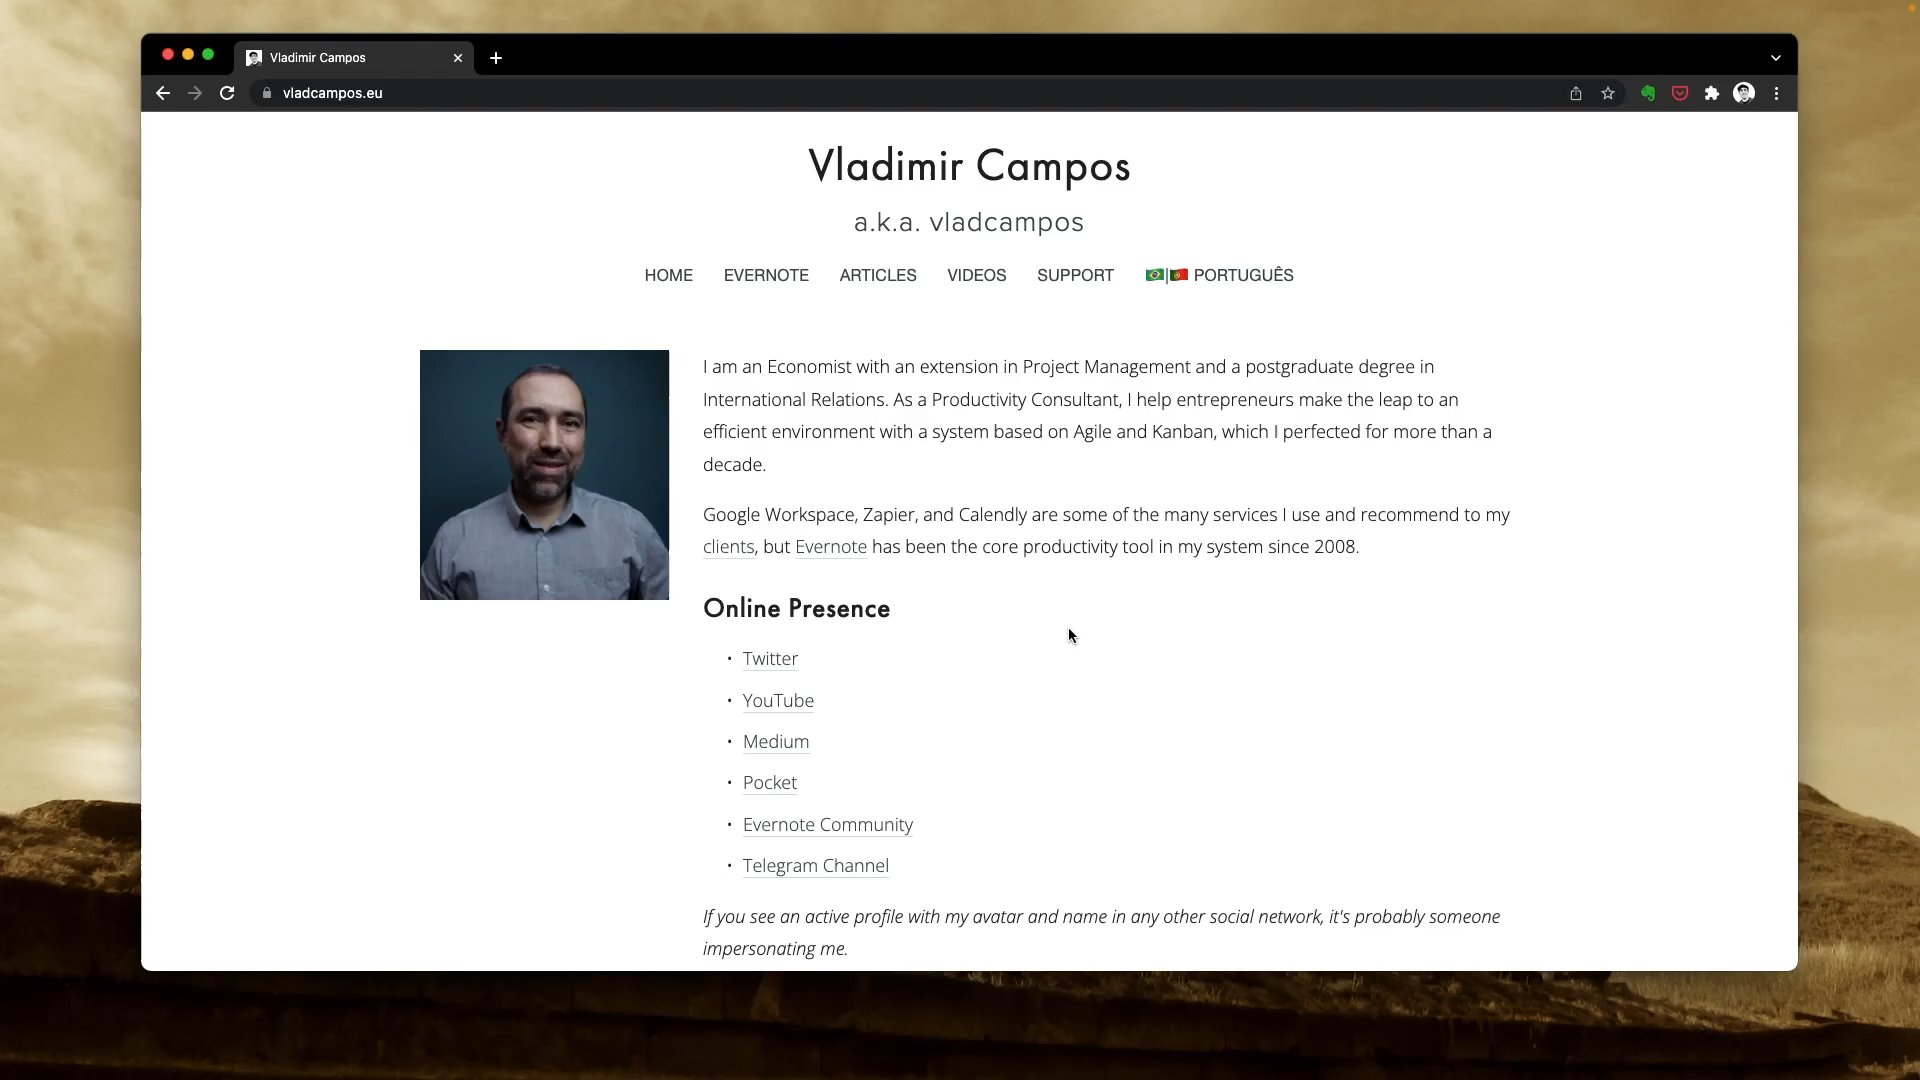 Vladimir Campos
vladcampos.eu
Vladimir Campos
a.k.a. vladcampos
HOME EVERNOTE ARTICLES VIDEOS SUPPORT 🇧🇷|🇵🇹 PORTUGUÊS
I am an Economist with an extension in Project Management and a postgraduate degree in
International Relations. As a Productivity Consultant, I help entrepreneurs make the leap to an
efficient environment with a system based on Agile and Kanban, which I perfected for more than a
decade.
Google Workspace, Zapier, and Calendly are some of the many services I use and recommend to my
clients, but Evernote has been the core productivity tool in my system since 2008.
Online Presence
• Twitter
• YouTube
• Medium
• Pocket
• Evernote Community
• Telegram Channel
If you see an active profile with my avatar and name in any other social network, it's probably someone
impersonating me.